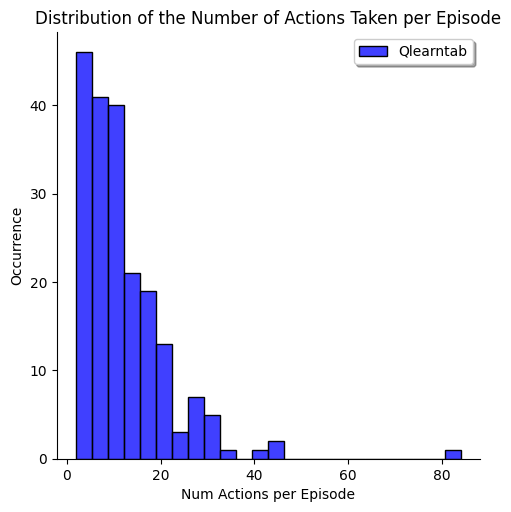 Distribution of the Number of Actions Taken per Episode
Qlearntab
Occurrence
40
30
20
10
0
0 20 40 60 80
Num Actions per Episode